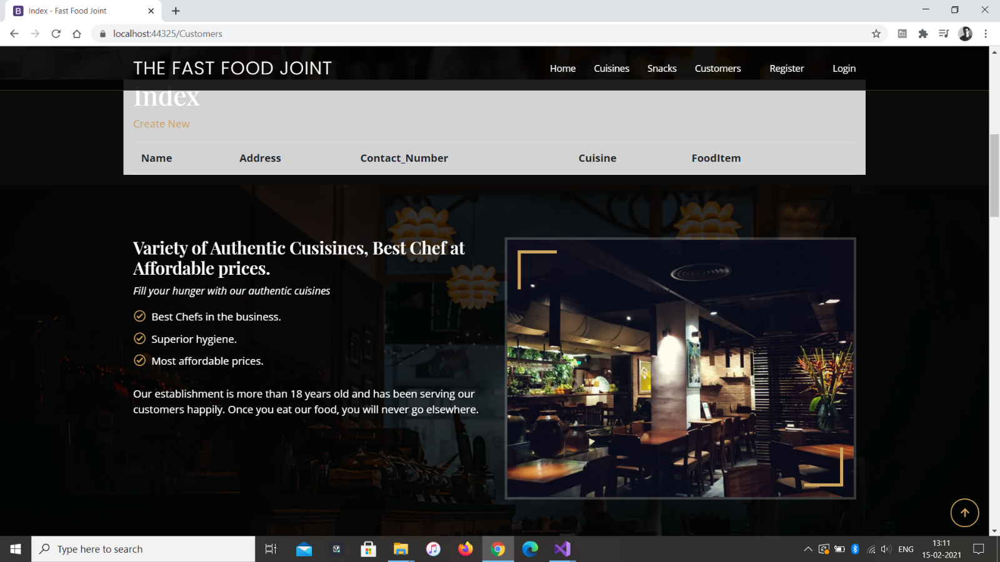 Index - Fast Food Joint
localhost:44325/Customers
THE FAST FOOD JOINT
Home Cuisines Snacks Customers Register Login
Index
Create New
Name Address Contact_Number Cuisine FoodItem
Variety of Authentic Cusisines, Best Chef at
Affordable prices.
Fill your hunger with our authentic cuisines
Best Chefs in the business.
Superior hygiene.
Most affordable prices.
Our establishment is more than 18 years old and has been serving our
customers happily. Once you eat our food, you will never go elsewhere.
Type here to search
ENG
13:11
15-02-2021